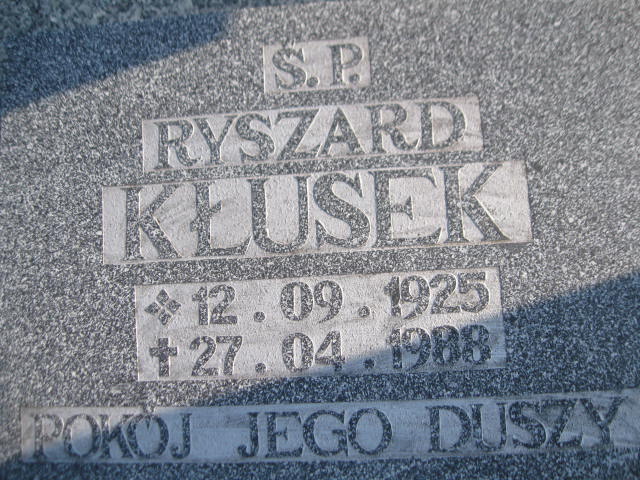 Ś.P.
RYSZARD
KŁUSEK
12.09.1925
27.04.1988
POKÓJ JEGO DUSZY